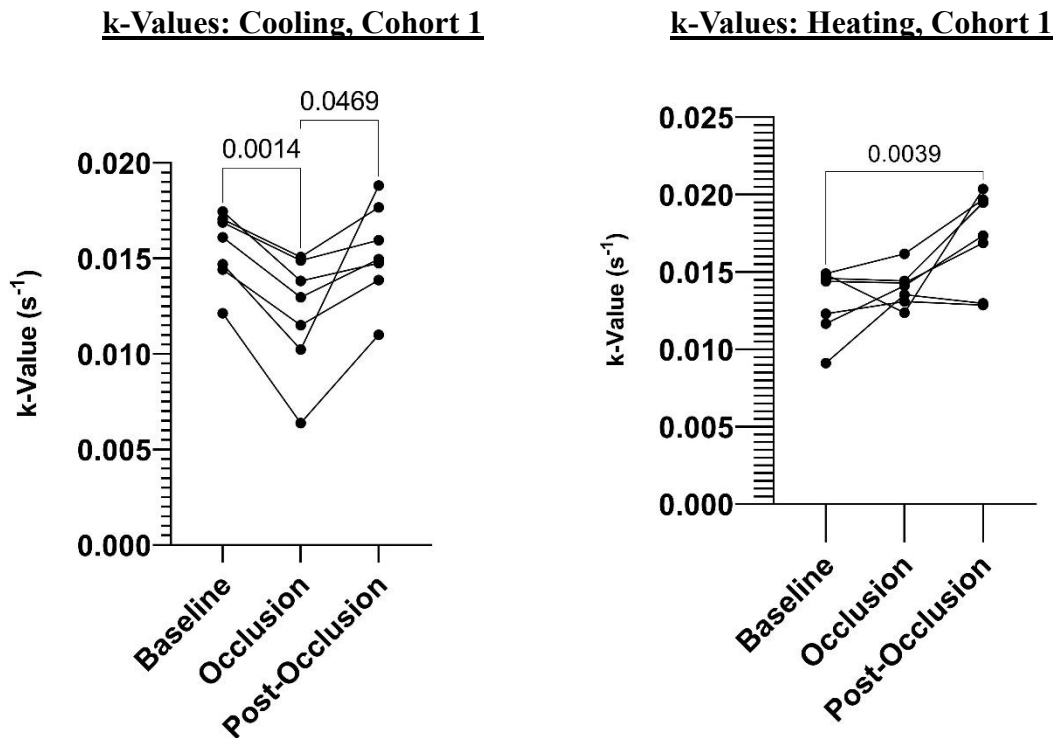 k-Values: Cooling, Cohort 1
0.0469
0.0014
0.020
0.015
0.010
0.005
0.000
k-Value (s-1)
Baseline
Occlusion
Post-Occlusion
k-Values: Heating, Cohort 1
0.025
0.0039
0.020
0.015
0.010
0.005
0.000
k-Value (s-1)
Baseline
Occlusion
Post-Occlusion